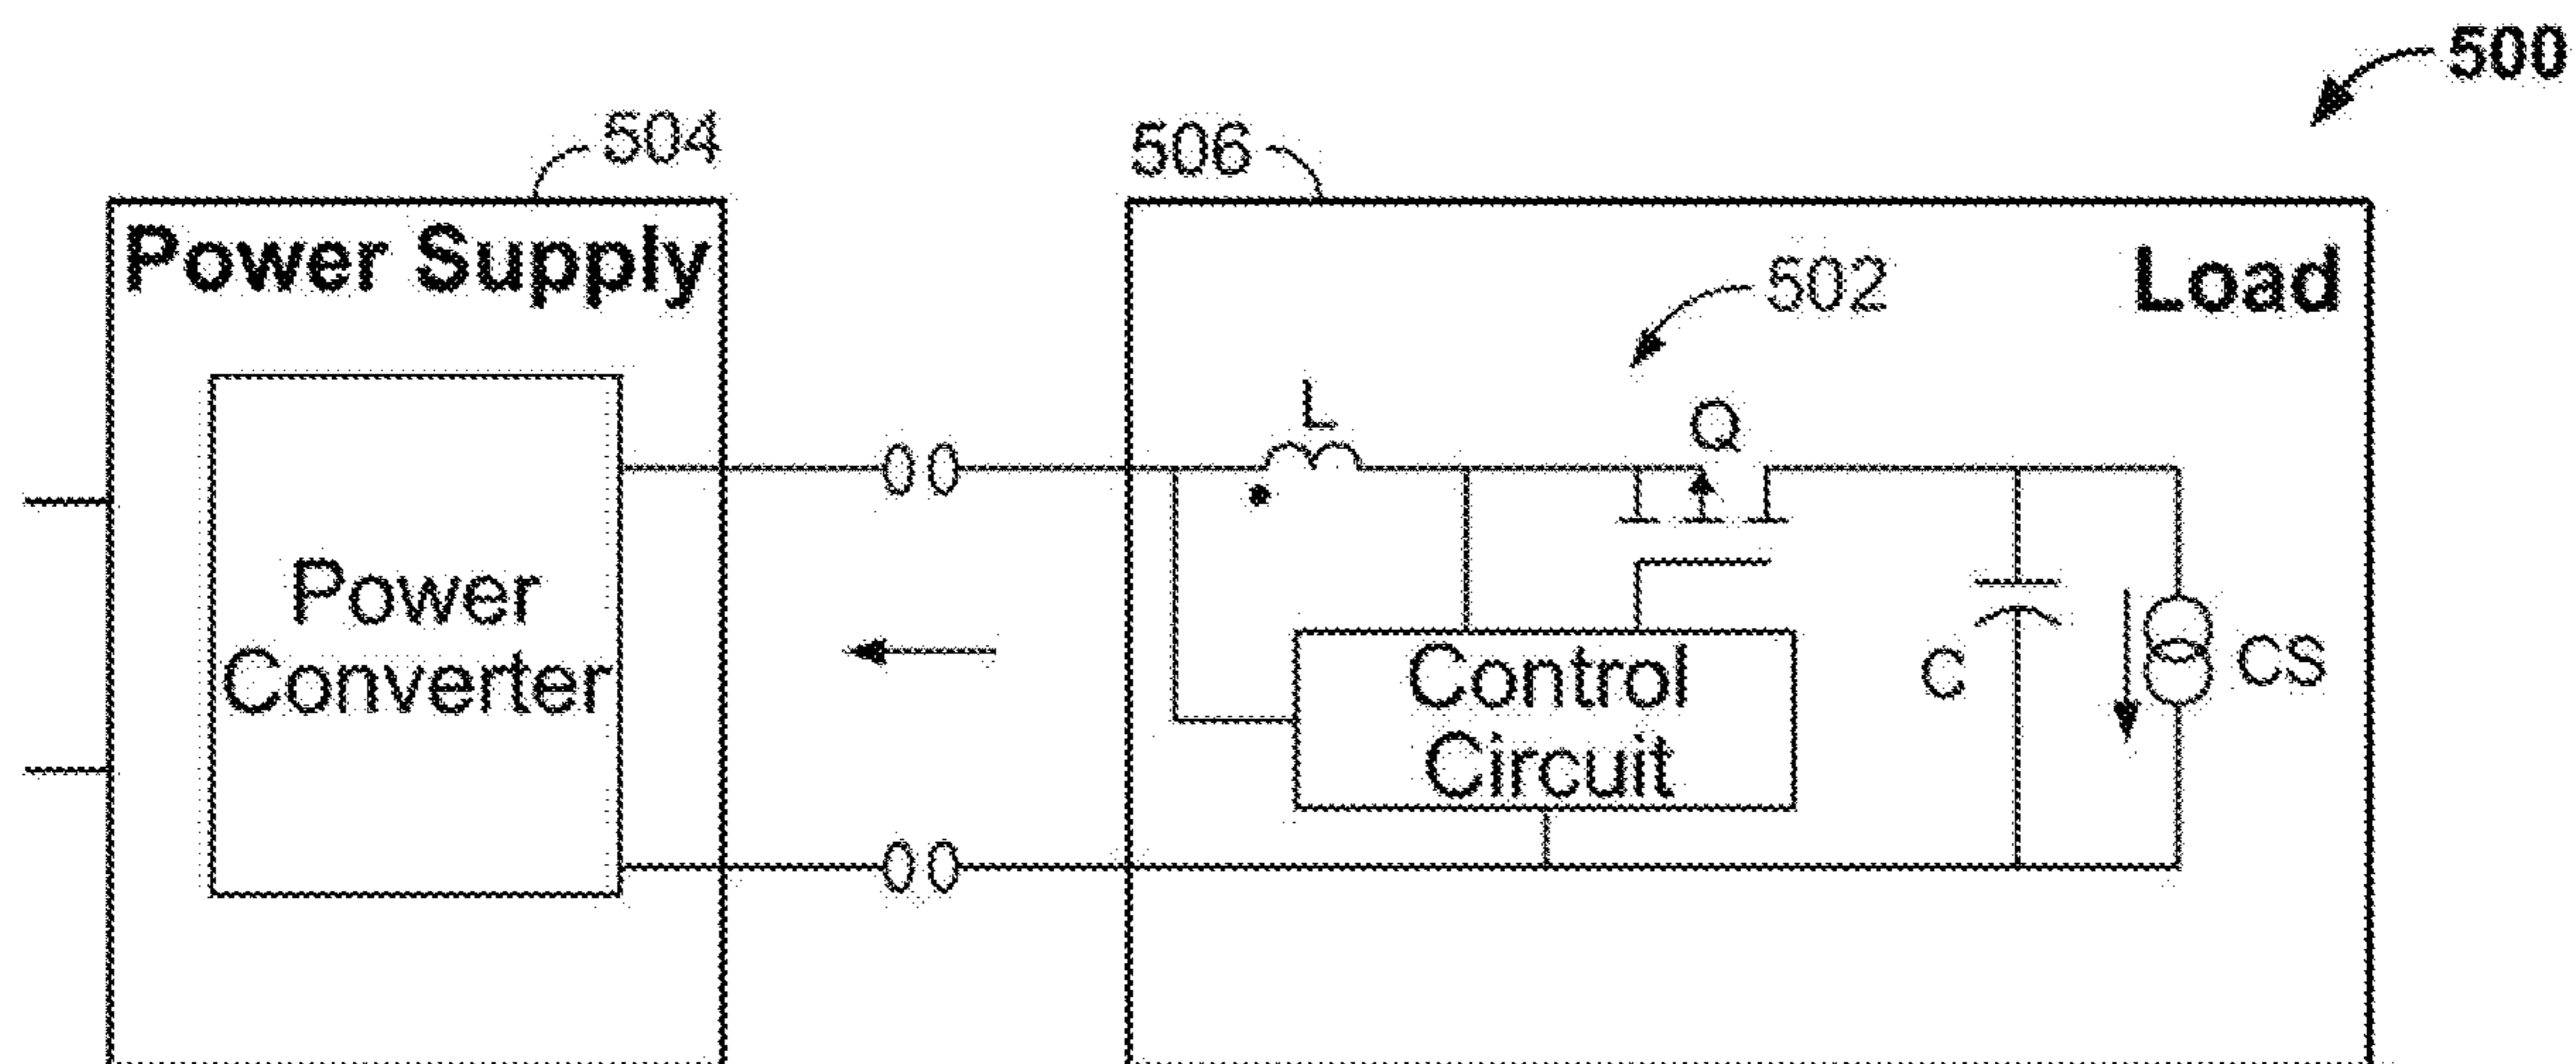 500
504
506
Power Supply
Load
502
L
Q
Power
Converter
Control
Circuit
C
CS